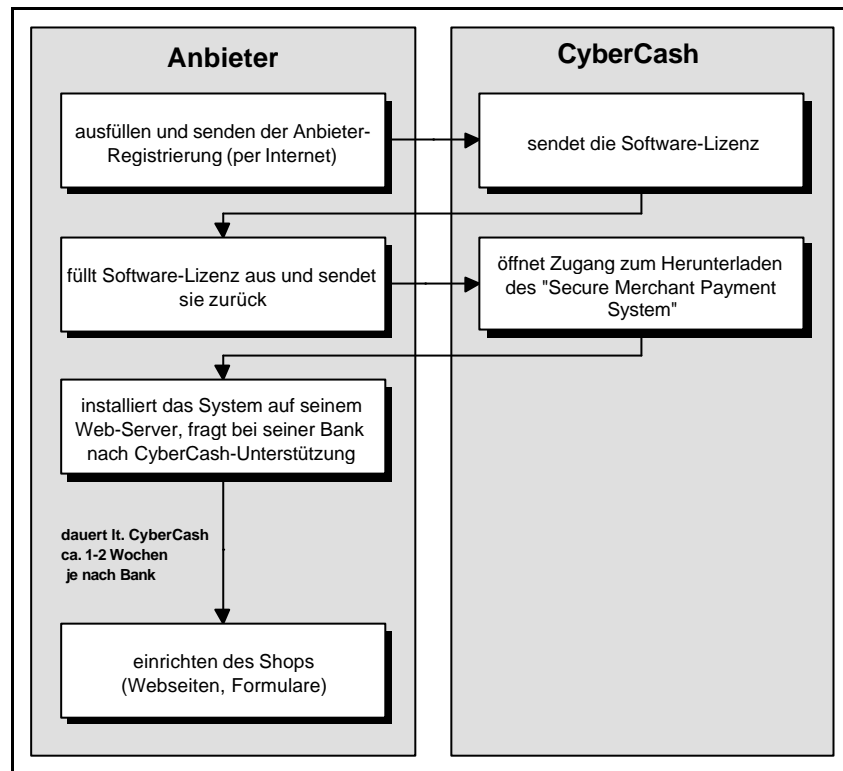 Anbieter
CyberCash
ausfüllen und senden der Anbieter-
Registrierung (per Internet)
sendet die Software-Lizenz
füllt Software-Lizenz aus und sendet
sie zurück
öffnet Zugang zum Herunterladen
des "Secure Merchant Payment
System"
installiert das System auf seinem
Web-Server, fragt bei seiner Bank
nach CyberCash-Unterstützung
dauert lt. CyberCash
ca. 1-2 Wochen
je nach Bank
einrichten des Shops
(Webseiten, Formulare)